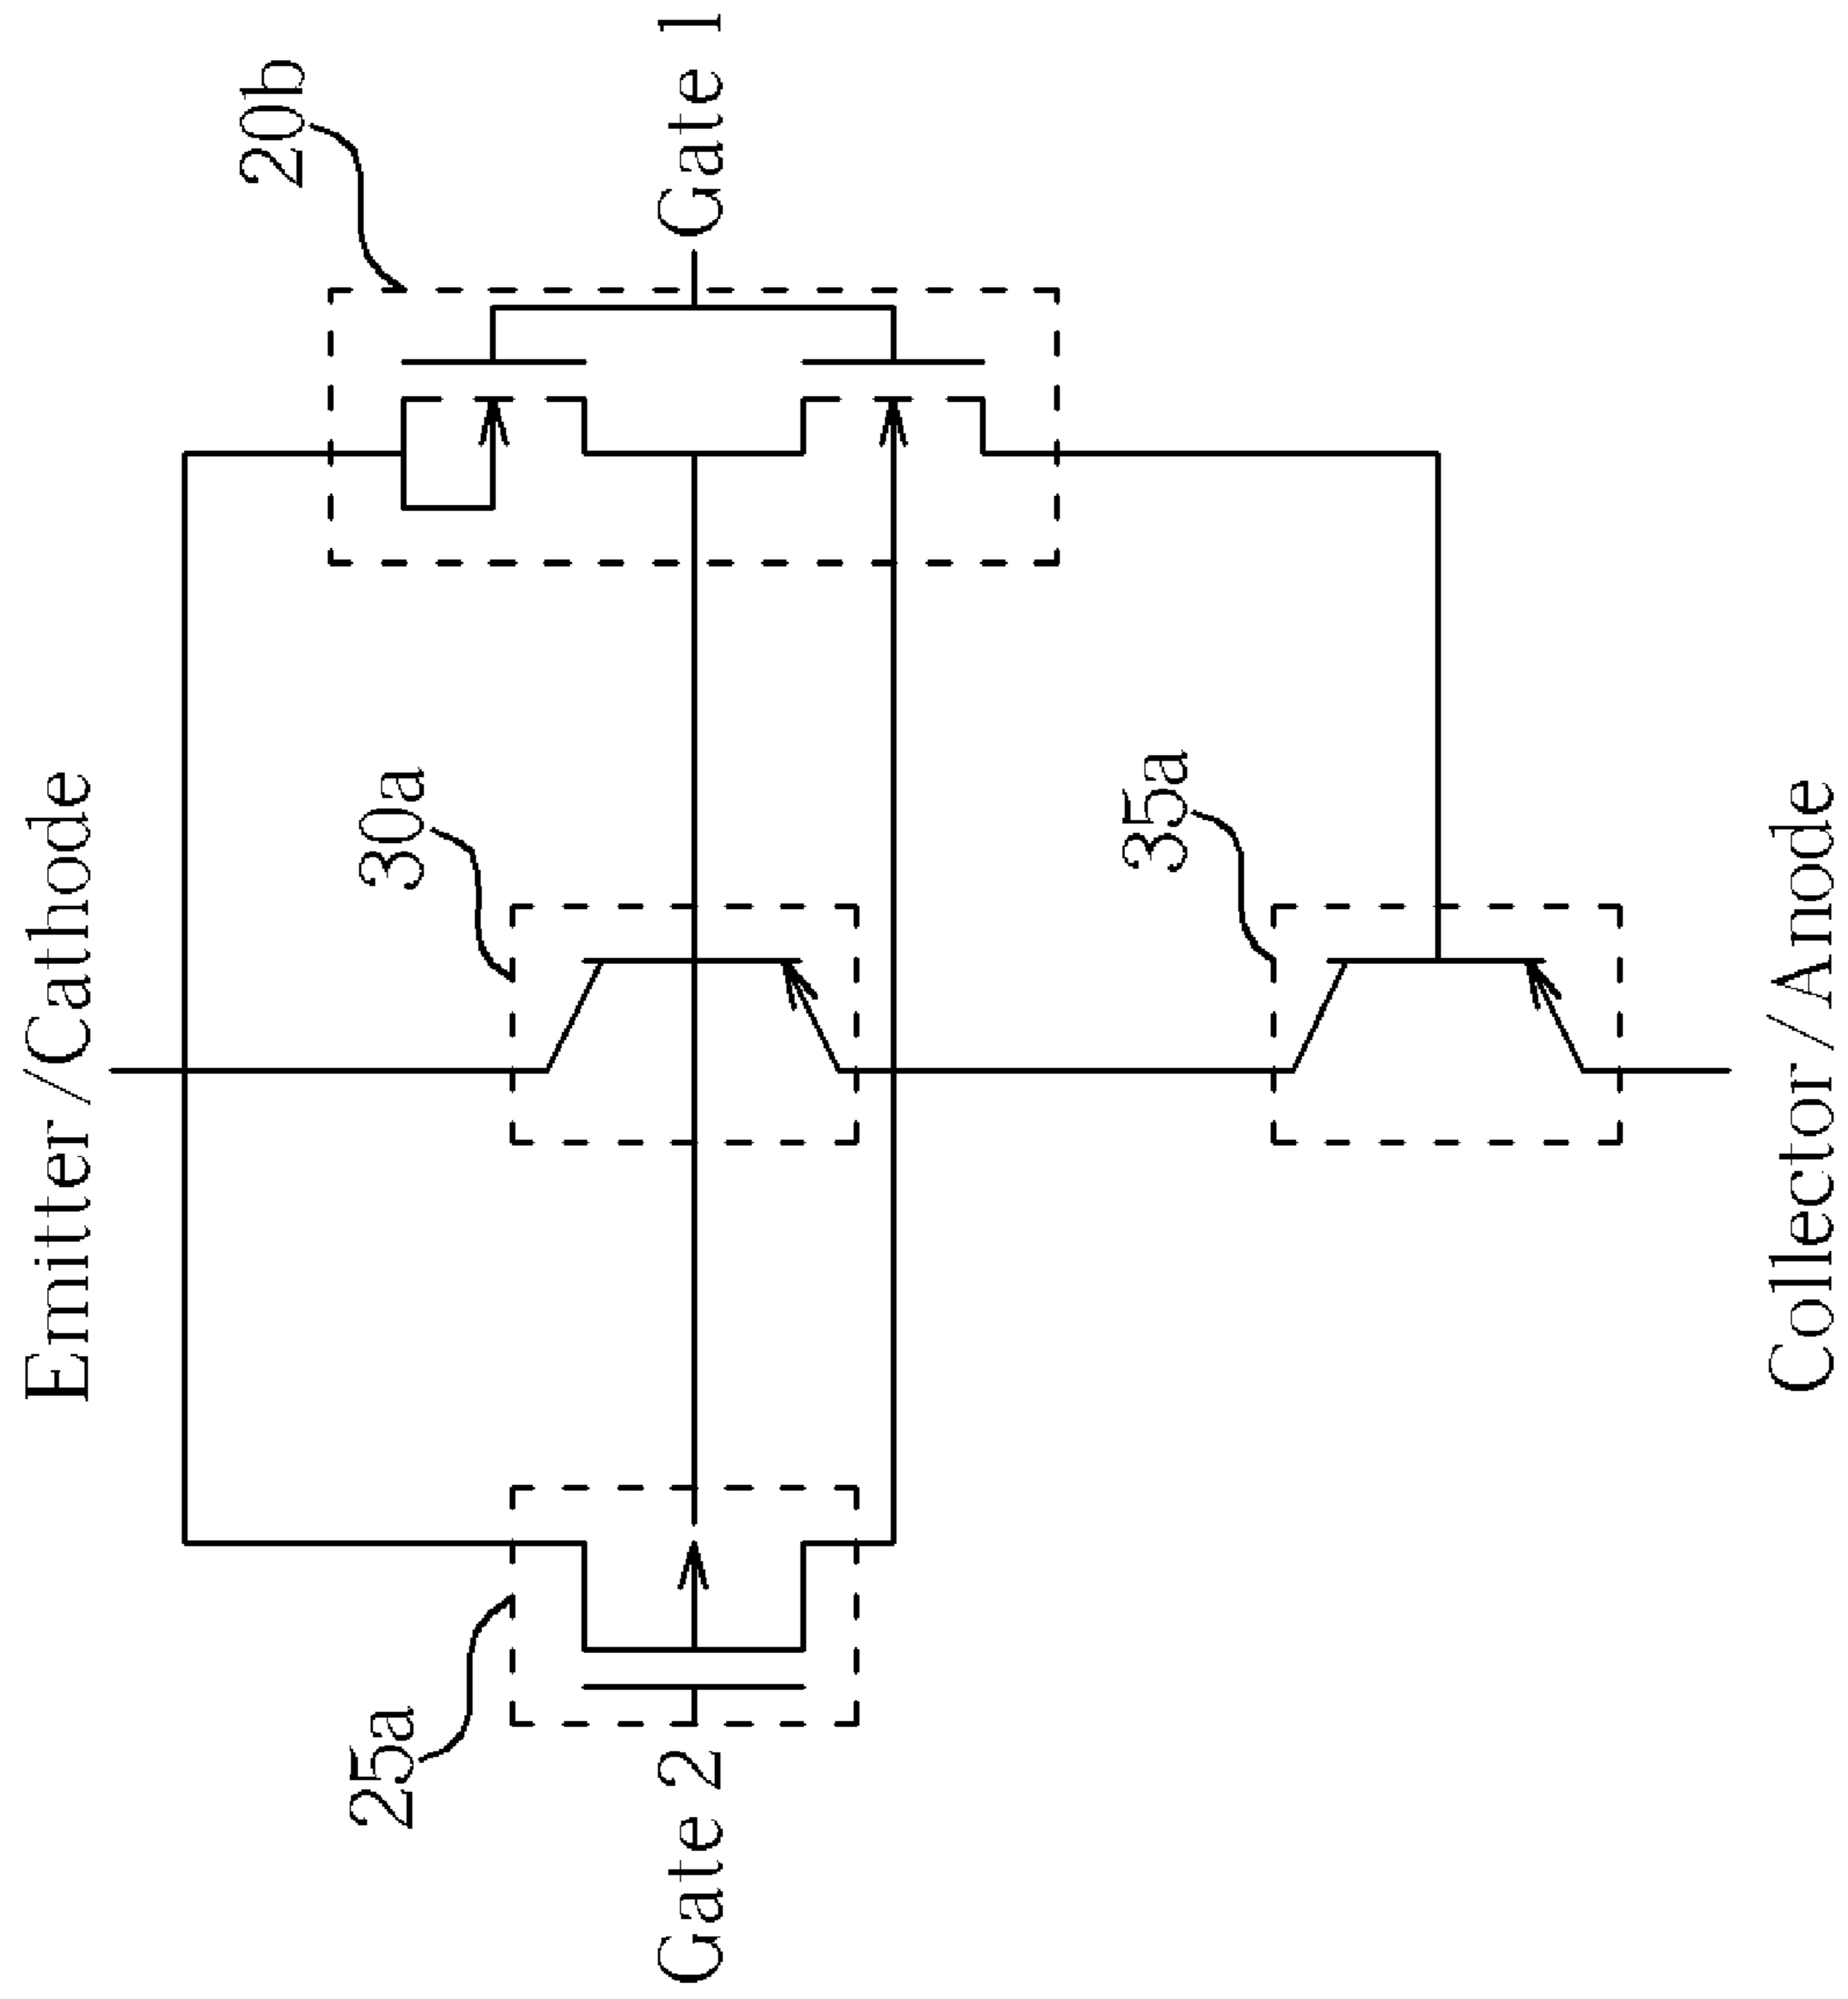 Emitter/Cathode
20b
Gate 1
30a
25a
Gate 2
35a
Collector/Anode